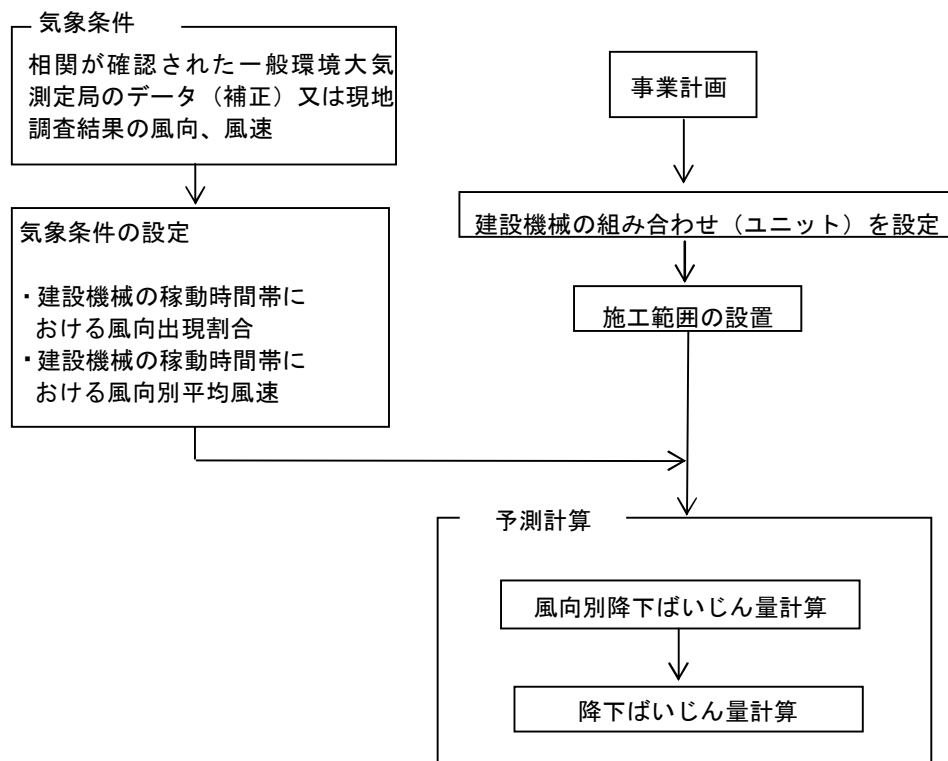 気象条件
相関が確認された一般環境大気
測定局のデータ（補正）又は現地
調査結果の風向、風速
気象条件の設定
・建設機械の稼動時間帯に
おける風向出現割合
・建設機械の稼動時間帯に
おける風向別平均風速
事業計画
建設機械の組み合わせ（ユニット）を設定
施工範囲の設置
予測計算
風向別降下ばいじん量計算
降下ばいじん量計算